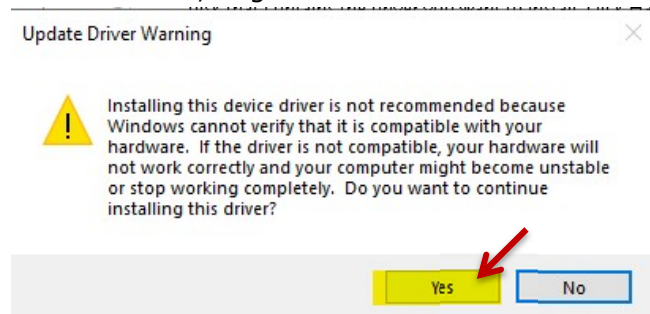 Update Driver Warning
Installing this device driver is not recommended because
Windows cannot verify that it is compatible with your
hardware. If the driver is not compatible, your hardware will
not work correctly and your computer might become unstable
or stop working completely. Do you want to continue
installing this driver?
Yes
No